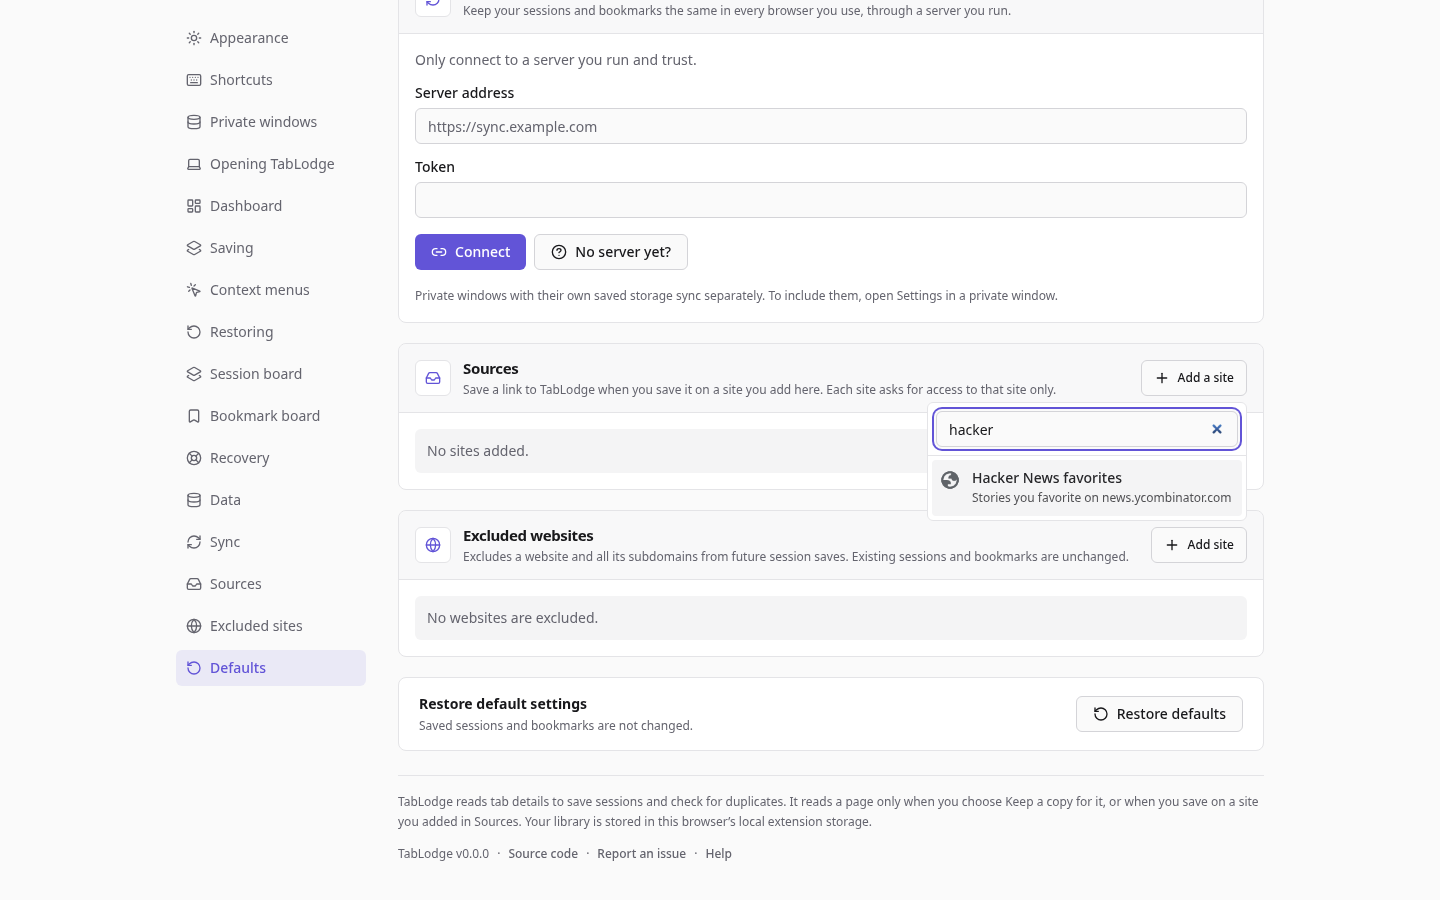 Appearance
Shortcuts
Private windows
Opening TabLodge
Dashboard
Saving
Context menus
Restoring
Session board
Bookmark board
Recovery
Data
Sync
Sources
Excluded sites
Defaults
Keep your sessions and bookmarks the same in every browser you use, through a server you run.
Only connect to a server you run and trust.
Server address
https://sync.example.com
Token
Connect
No server yet?
Private windows with their own saved storage sync separately. To include them, open Settings in a private window.
Sources
Save a link to TabLodge when you save it on a site you add here. Each site asks for access to that site only.
Add a site
hacker
Hacker News favorites
Stories you favorite on news.ycombinator.com
No sites added.
Excluded websites
Excludes a website and all its subdomains from future session saves. Existing sessions and bookmarks are unchanged.
Add site
No websites are excluded.
Restore default settings
Saved sessions and bookmarks are not changed.
Restore defaults
TabLodge reads tab details to save sessions and check for duplicates. It reads a page only when you choose Keep a copy for it, or when you save on a site
you added in Sources. Your library is stored in this browser’s local extension storage.
TabLodge v0.0.0 · Source code · Report an issue · Help